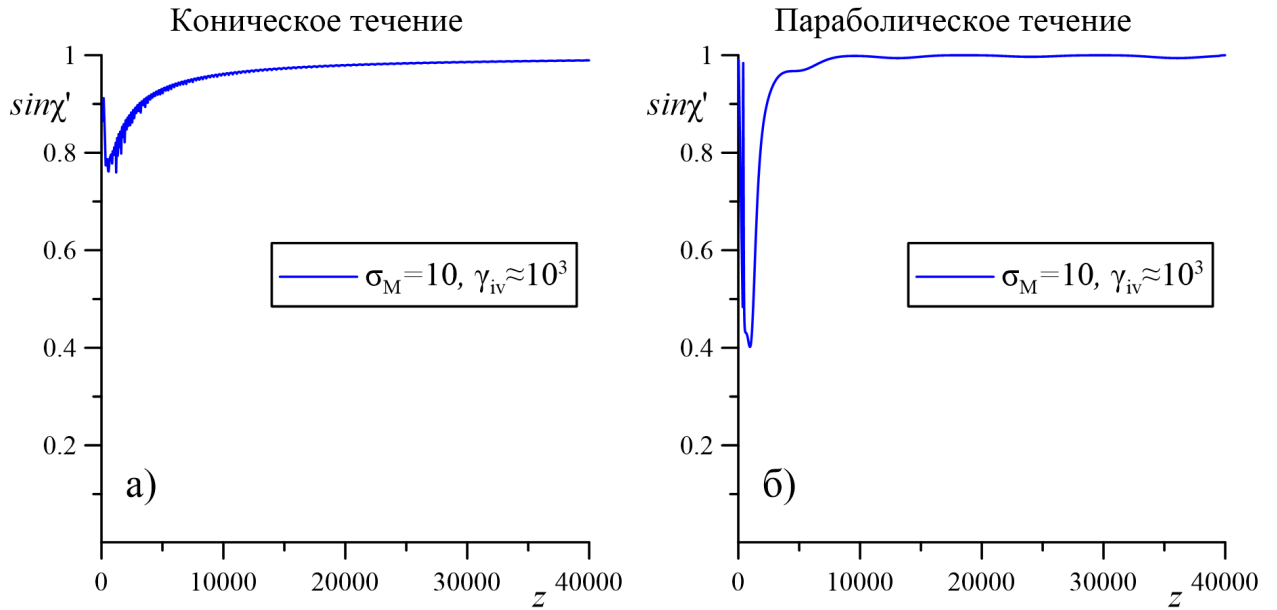 Коническое течение
1
sinχ'
0.8
0.6
0.4
0.2
σM=10, γiv≈10³
а)
0 10000 20000 30000 40000
z
Параболическое течение
1
sinχ'
0.8
0.6
0.4
0.2
σM=10, γiv≈10³
б)
0 10000 20000 30000 40000
z